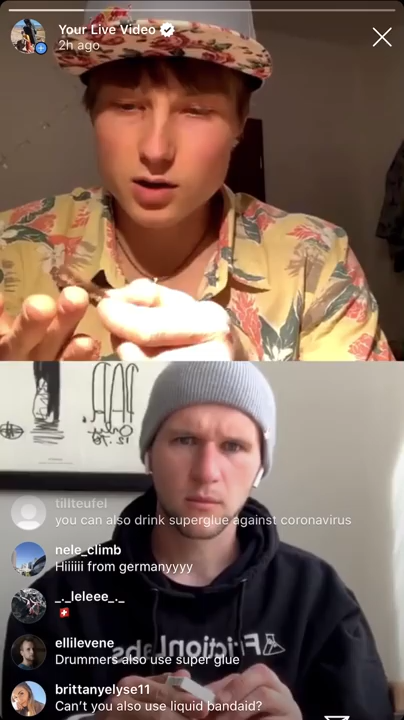 Your Live Video
2h ago
tillteufel
you can also drink superglue against coronavirus
nele_climb
Hiiiiii from germanyyyy
_._leleee_._
🇨🇭
ellilevene
Drummers also use super glue
brittanyelyse11
Can't you also use liquid bandaid?